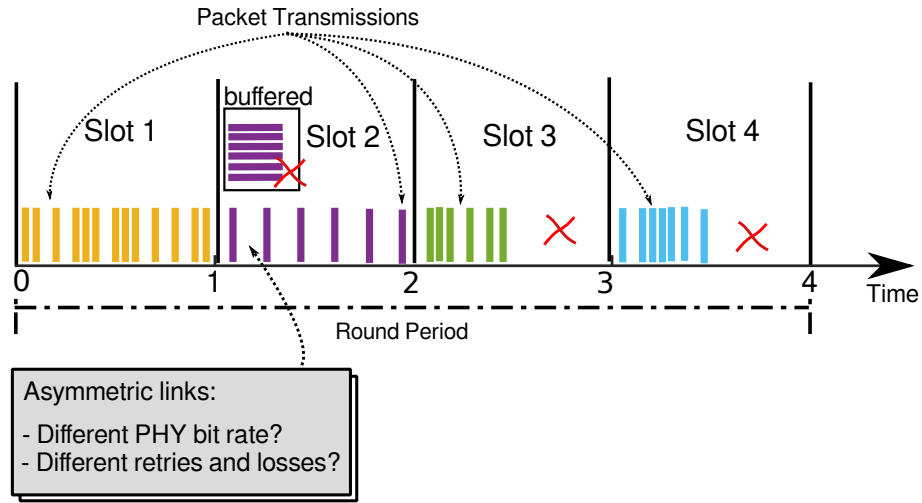 Packet Transmissions
buffered
Slot 1
Slot 2
Slot 3
Slot 4
0
1
2
3
4
Time
Round Period
Asymmetric links:
- Different PHY bit rate?
- Different retries and losses?